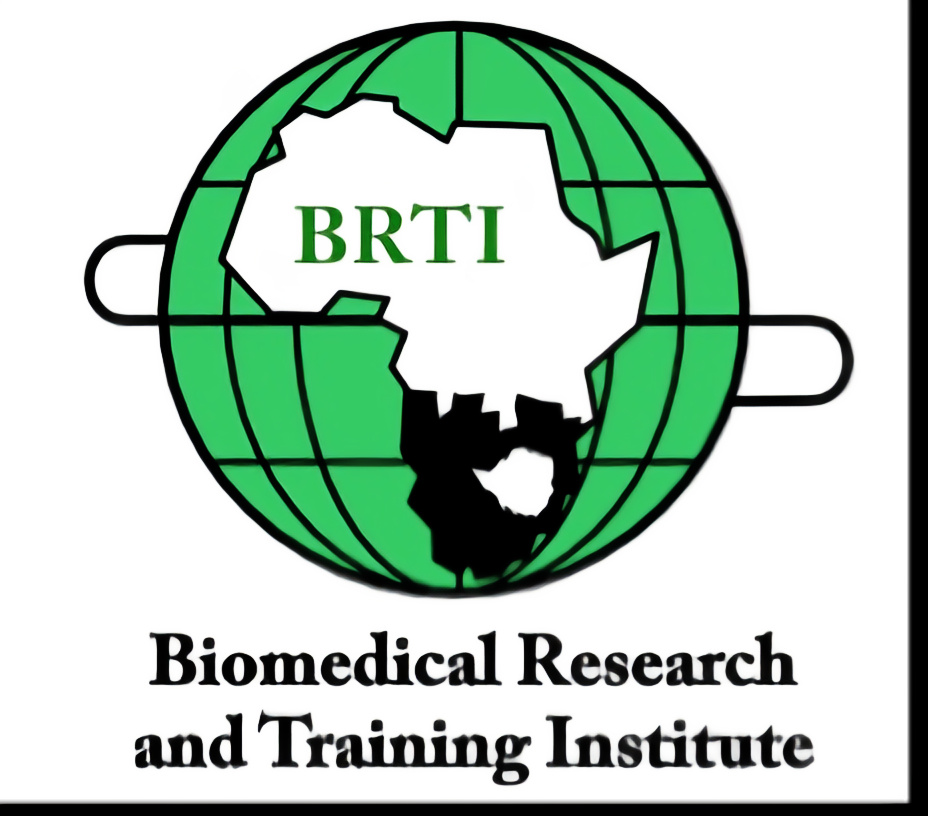 BRTI
Biomedical Research
and Training Institute